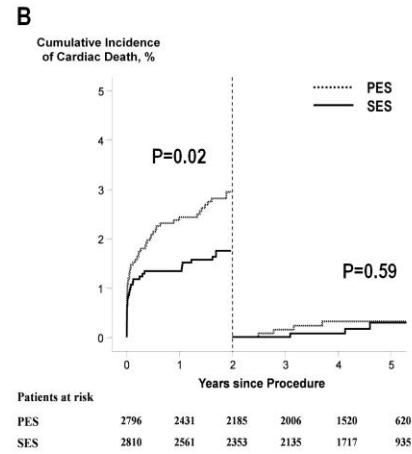 B
Cumulative Incidence
of Cardiac Death, %
PES
SES
P=0.02
P=0.59
5
4
3
2
1
0
0 1 2 3 4 5
Years since Procedure
Patients at risk
PES 2796 2431 2185 2006 1520 620
SES 2810 2561 2353 2135 1717 935